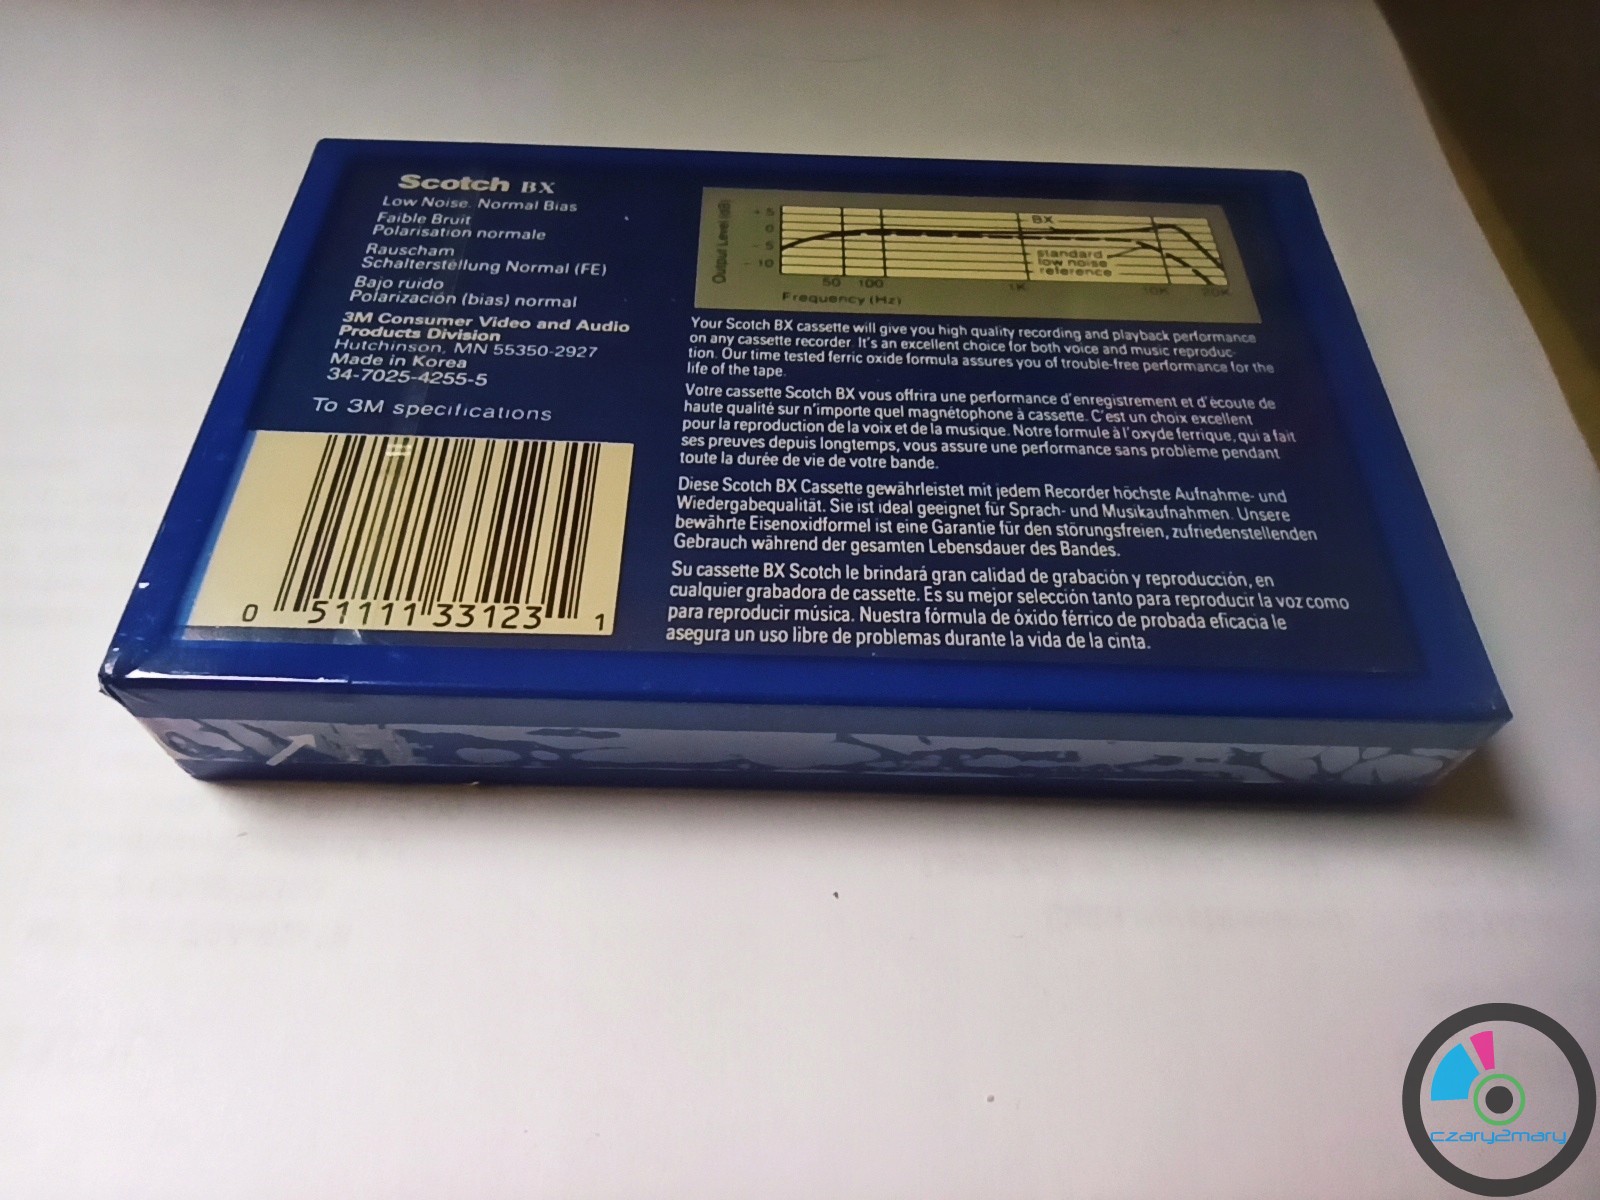 Scotch BX
Low Noise. Normal Bias
Faible Bruit
Polarisation normale
Rauscharm
Schalterstellung Normal (FE)
Bajo ruido
Polarización (bias) normal
3M Consumer Video and Audio
Products Division
Hutchinson, MN 55350-2927
Made in Korea
34-7025-4255-5
To 3M specifications
0 51111 33123 1
Output Level (dB)
+ 5
0
- 5
- 10
BX
standard
low noise
reference
50 100 1K 10K 20K
Frequency (Hz)
Your Scotch BX cassette will give you high quality recording and playback performance
on any cassette recorder. It's an excellent choice for both voice and music reproduc-
tion. Our time tested ferric oxide formula assures you of trouble-free performance for the
life of the tape.
Votre cassette Scotch BX vous offrira une performance d'enregistrement et d'écoute de
haute qualité sur n'importe quel magnétophone à cassette. C'est un choix excellent
pour la reproduction de la voix et de la musique. Notre formule à l'oxyde ferrique, qui a fait
ses preuves depuis longtemps, vous assure une performance sans problème pendant
toute la durée de vie de votre bande.
Diese Scotch BX Cassette gewährleistet mit jedem Recorder höchste Aufnahme- und
Wiedergabequalität. Sie ist ideal geeignet für Sprach- und Musikaufnahmen. Unsere
bewährte Eisenoxidformel ist eine Garantie für den störungsfreien, zufriedenstellenden
Gebrauch während der gesamten Lebensdauer des Bandes.
Su cassette BX Scotch le brindará gran calidad de grabación y reproducción, en
cualquier grabadora de cassette. Es su mejor selección tanto para reproducir la voz como
para reproducir música. Nuestra fórmula de óxido férrico de probada eficacia le
asegura un uso libre de problemas durante la vida de la cinta.
czary2mary